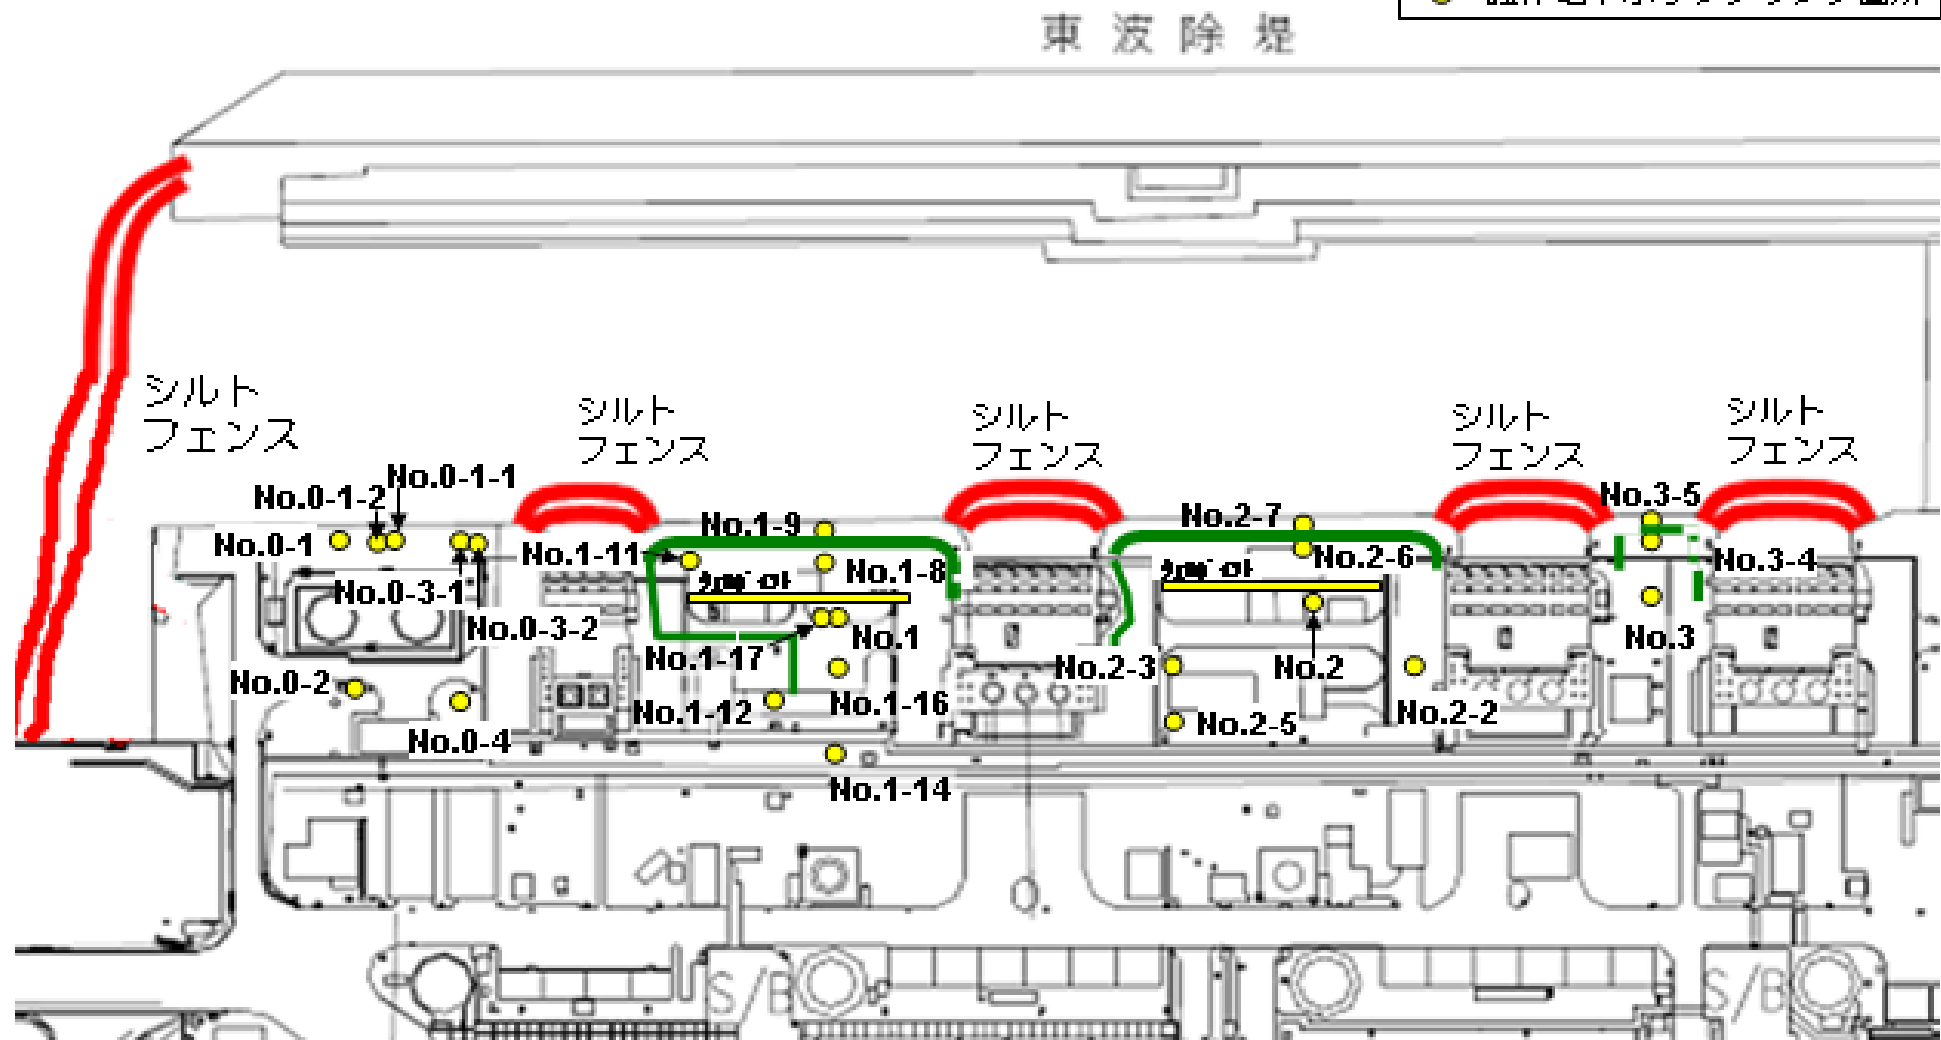 東波除堤
シルト
フェンス
シルト
フェンス
シルト
フェンス
シルト
フェンス
シルト
フェンス
No.0-1-1
No.0-1-2
No.0-1
No.0-3-1
No.0-3-2
No.0-2
No.0-4
No.1-9
No.1-11
No.1-8
No.1
No.1-17
No.1-16
No.1-12
No.1-14
No.2-7
No.2-6
No.2-3
No.2
No.2-5
No.2-2
No.3-5
No.3-4
No.3
S/B
S/B